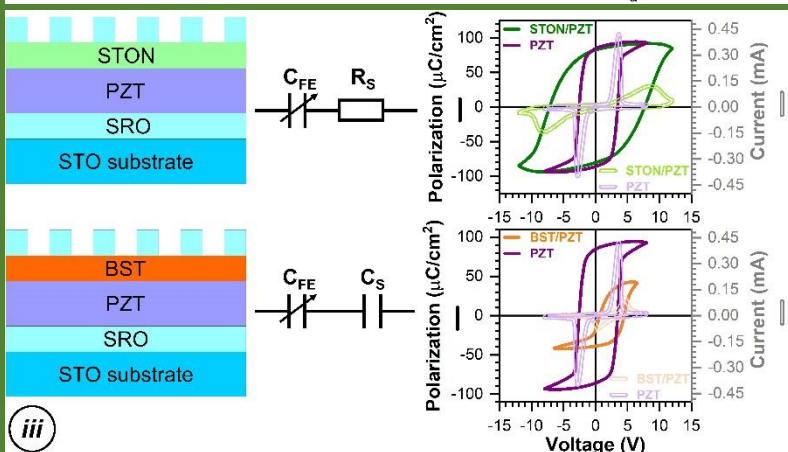 STON
PZT
SRO
STO substrate
C_FE
R_S
Polarization (µC/cm²)
100
50
0
-50
-100
STON/PZT
PZT
STON/PZT
PZT
0.45
0.30
0.15
0.00
-0.15
-0.30
-0.45
Current (mA)
-15 -10 -5 0 5 10 15
BST
PZT
SRO
STO substrate
C_FE
C_S
Polarization (µC/cm²)
100
50
0
-50
-100
BST/PZT
PZT
BST/PZT
PZT
0.45
0.30
0.15
0.00
-0.15
-0.30
-0.45
Current (mA)
-15 -10 -5 0 5 10 15
Voltage (V)
iii